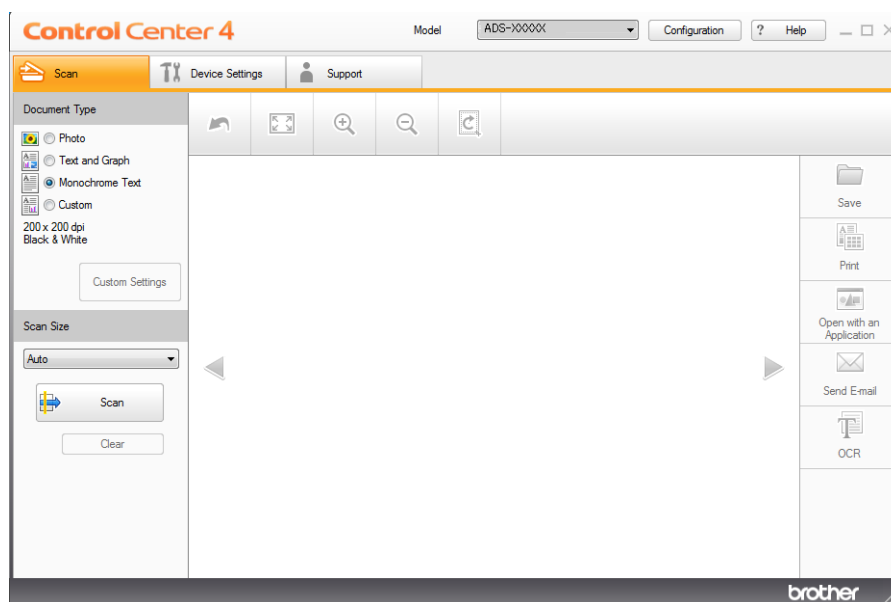 Control Center 4
Model
ADS-XXXXX
Configuration
? Help
Scan
Device Settings
Support
Document Type
Photo
Text and Graph
Monochrome Text
Custom
200 x 200 dpi
Black & White
Custom Settings
Scan Size
Auto
Scan
Clear
Save
Print
Open with an
Application
Send E-mail
OCR
brother